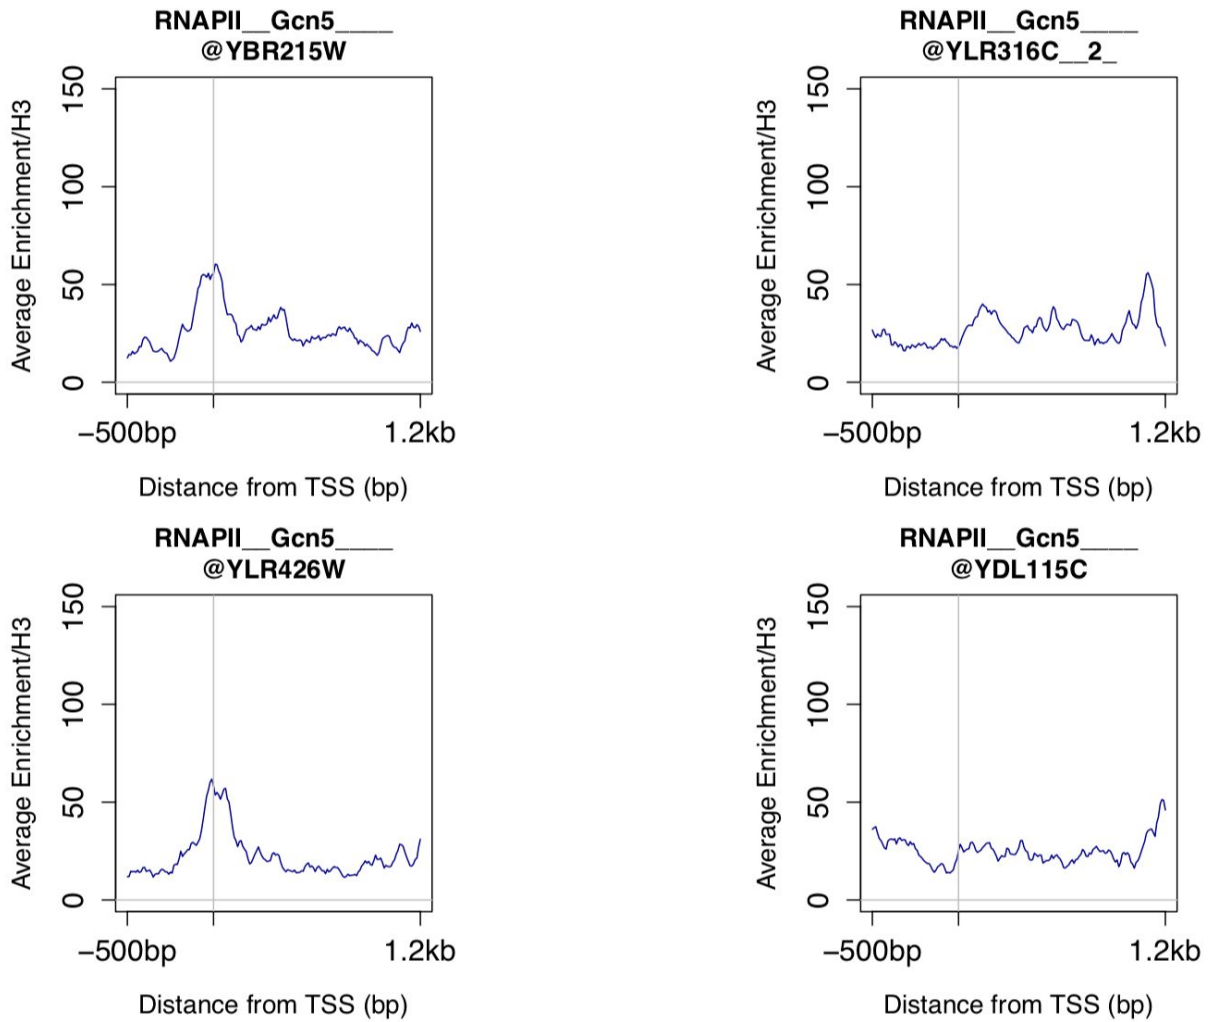 RNAPII__Gcn5____
@YBR215W
Average Enrichment/H3
150
100
50
0
−500bp
1.2kb
Distance from TSS (bp)
RNAPII__Gcn5____
@YLR316C__2_
Average Enrichment/H3
150
100
50
0
−500bp
1.2kb
Distance from TSS (bp)
RNAPII__Gcn5____
@YLR426W
Average Enrichment/H3
150
100
50
0
−500bp
1.2kb
Distance from TSS (bp)
RNAPII__Gcn5____
@YDL115C
Average Enrichment/H3
150
100
50
0
−500bp
1.2kb
Distance from TSS (bp)